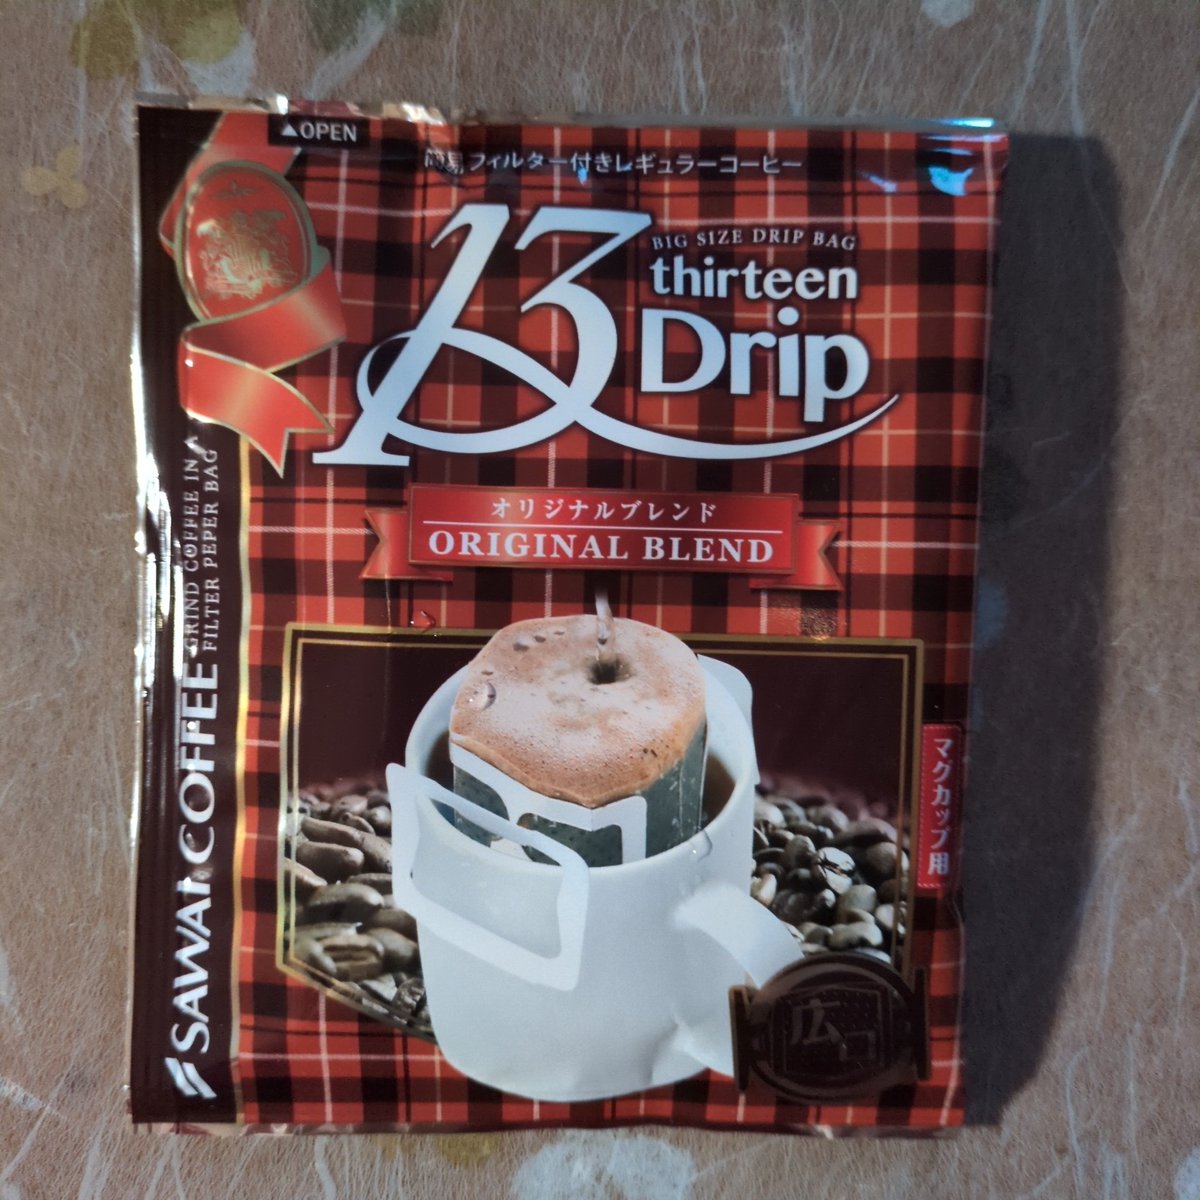 ▲OPEN
簡易フィルター付きレギュラーコーヒー
13
BIG SIZE DRIP BAG
thirteen
Drip
オリジナルブレンド
ORIGINAL BLEND
マグカップ用
広口
SAWAI COFFEE
GRIND COFFEE IN A
FILTER PEPER BAG